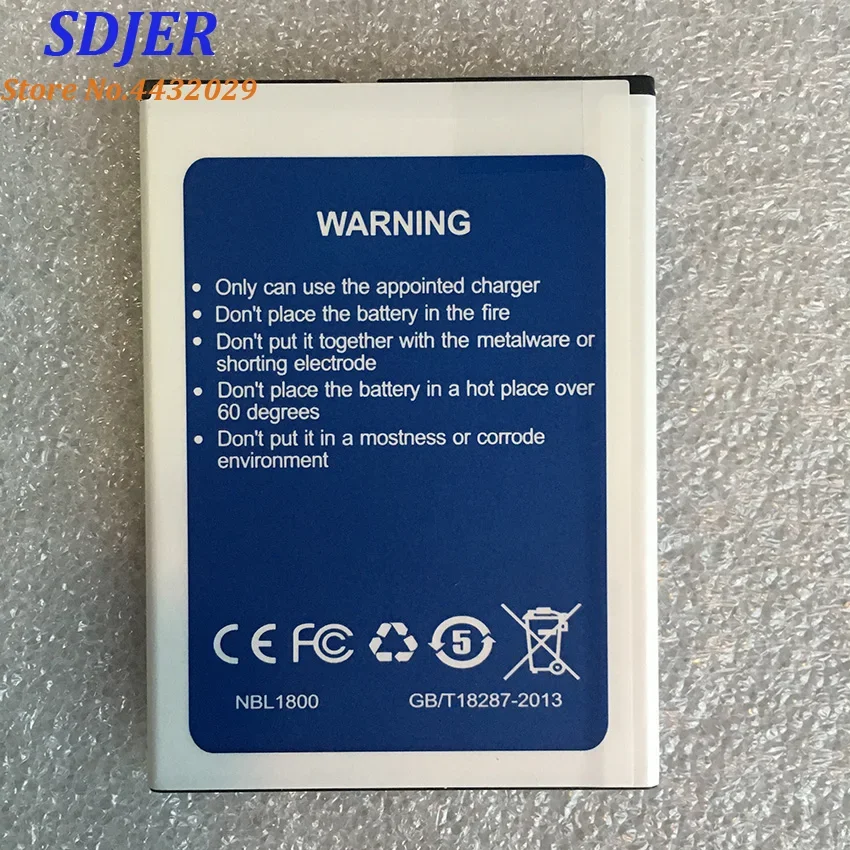 SDJER
Store No.4432029
WARNING
• Only can use the appointed charger
• Don't place the battery in the fire
• Don't put it together with the metalware or
shorting electrode
• Don't place the battery in a hot place over
60 degrees
• Don't put it in a mostness or corrode
environment
CE FC 5
NBL1800 GB/T18287-2013